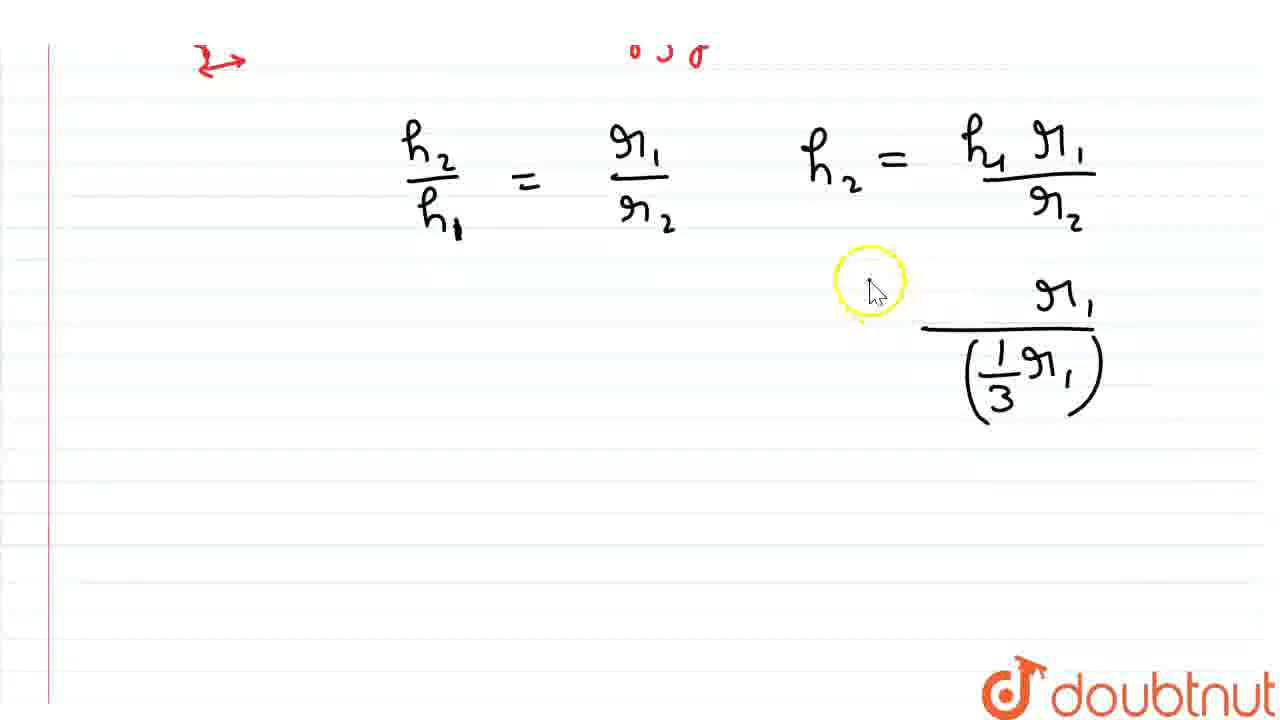 h₂/h₁ = r₁/r₂ h₂ = h₁ r₁/r₂
r₁/(1/3 r₁)
doubtnut